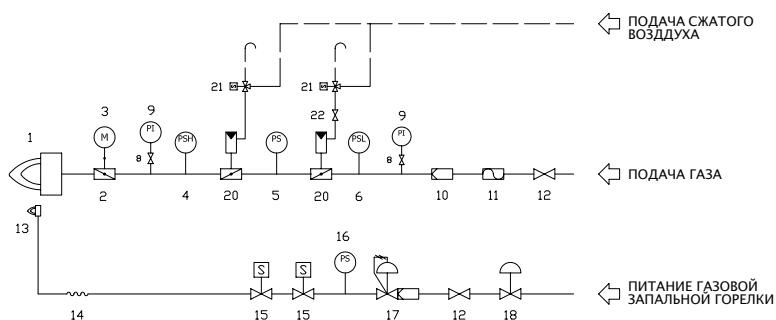 ПОДАЧА СЖАТОГО
ВОЗДДУХА
21
21
22
3
9
9
1
M
PI
PSH
PS
PSL
PI
8
8
ПОДАЧА ГАЗА
2
4
20
5
20
6
10
11
12
13
16
S
S
PS
ПИТАНИЕ ГАЗОВОЙ
ЗАПАЛЬНОЙ ГОРЕЛКИ
14
15
15
17
12
18